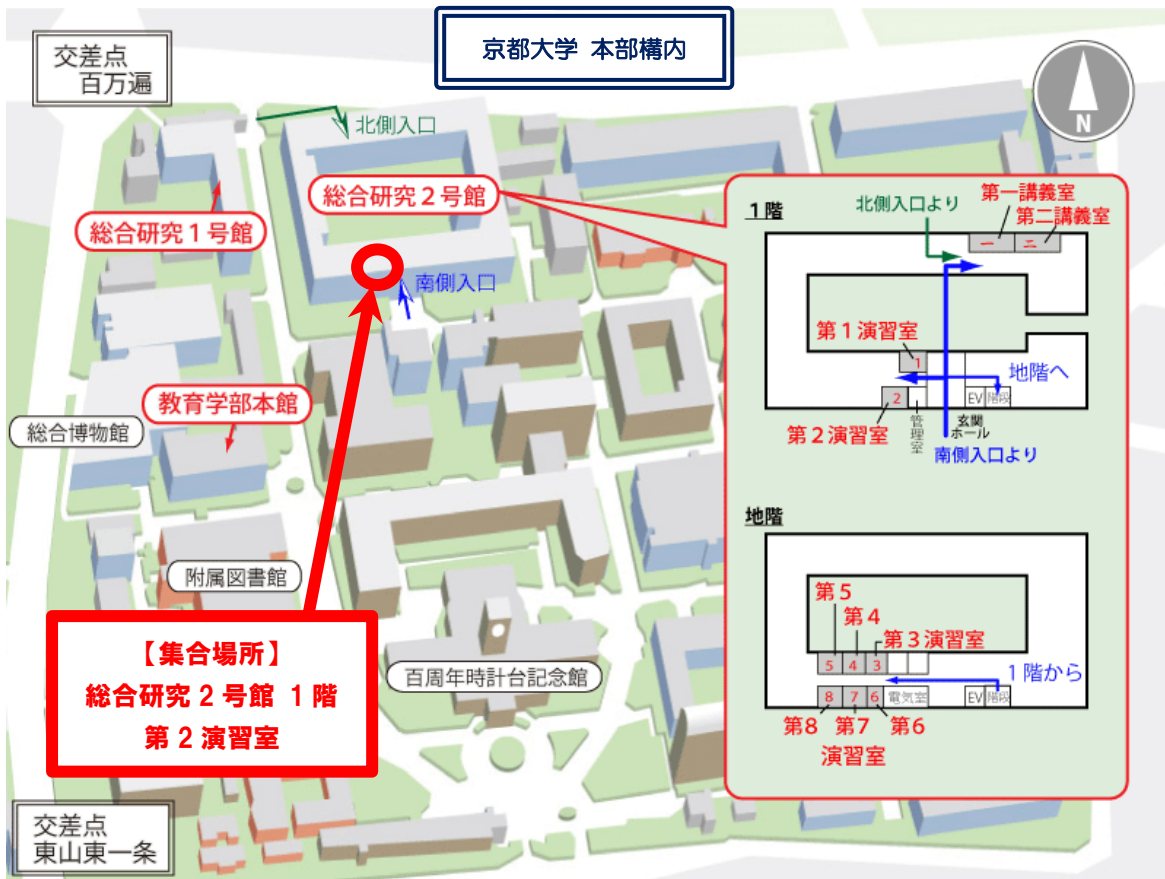 京都大学 本部構内
交差点
百万遍
N
北側入口
総合研究２号館
総合研究１号館
南側入口
教育学部本館
総合博物館
附属図書館
百周年時計台記念館
【集合場所】
総合研究 2 号館 1 階
第 2 演習室
交差点
東山東一条
１階
北側入口より
第一講義室
第二講義室
一
二
第１演習室
1
地階へ
2
EV
階段
第２演習室
管理室
玄関
ホール
南側入口より
地階
第５
第４
第３演習室
5
4
3
１階から
8
7
6
電気室
EV
階段
第８
第７
第６
演習室